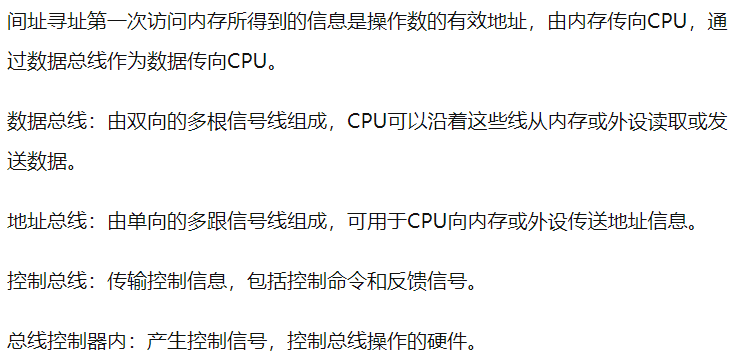 间址寻址第一次访问内存所得到的信息是操作数的有效地址，由内存传向CPU，通
过数据总线作为数据传向CPU。
数据总线：由双向的多根信号线组成，CPU可以沿着这些线从内存或外设读取或发
送数据。
地址总线：由单向的多跟信号线组成，可用于CPU向内存或外设传送地址信息。
控制总线：传输控制信息，包括控制命令和反馈信号。
总线控制器内：产生控制信号，控制总线操作的硬件。